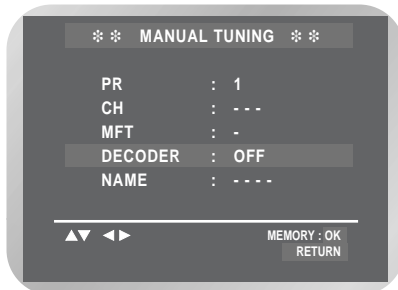 ❇ ❇ MANUAL TUNING ❇ ❇
PR : 1
CH : - - -
MFT : -
DECODER : OFF
NAME : - - - -
▲▼ ◄► MEMORY : OK
RETURN